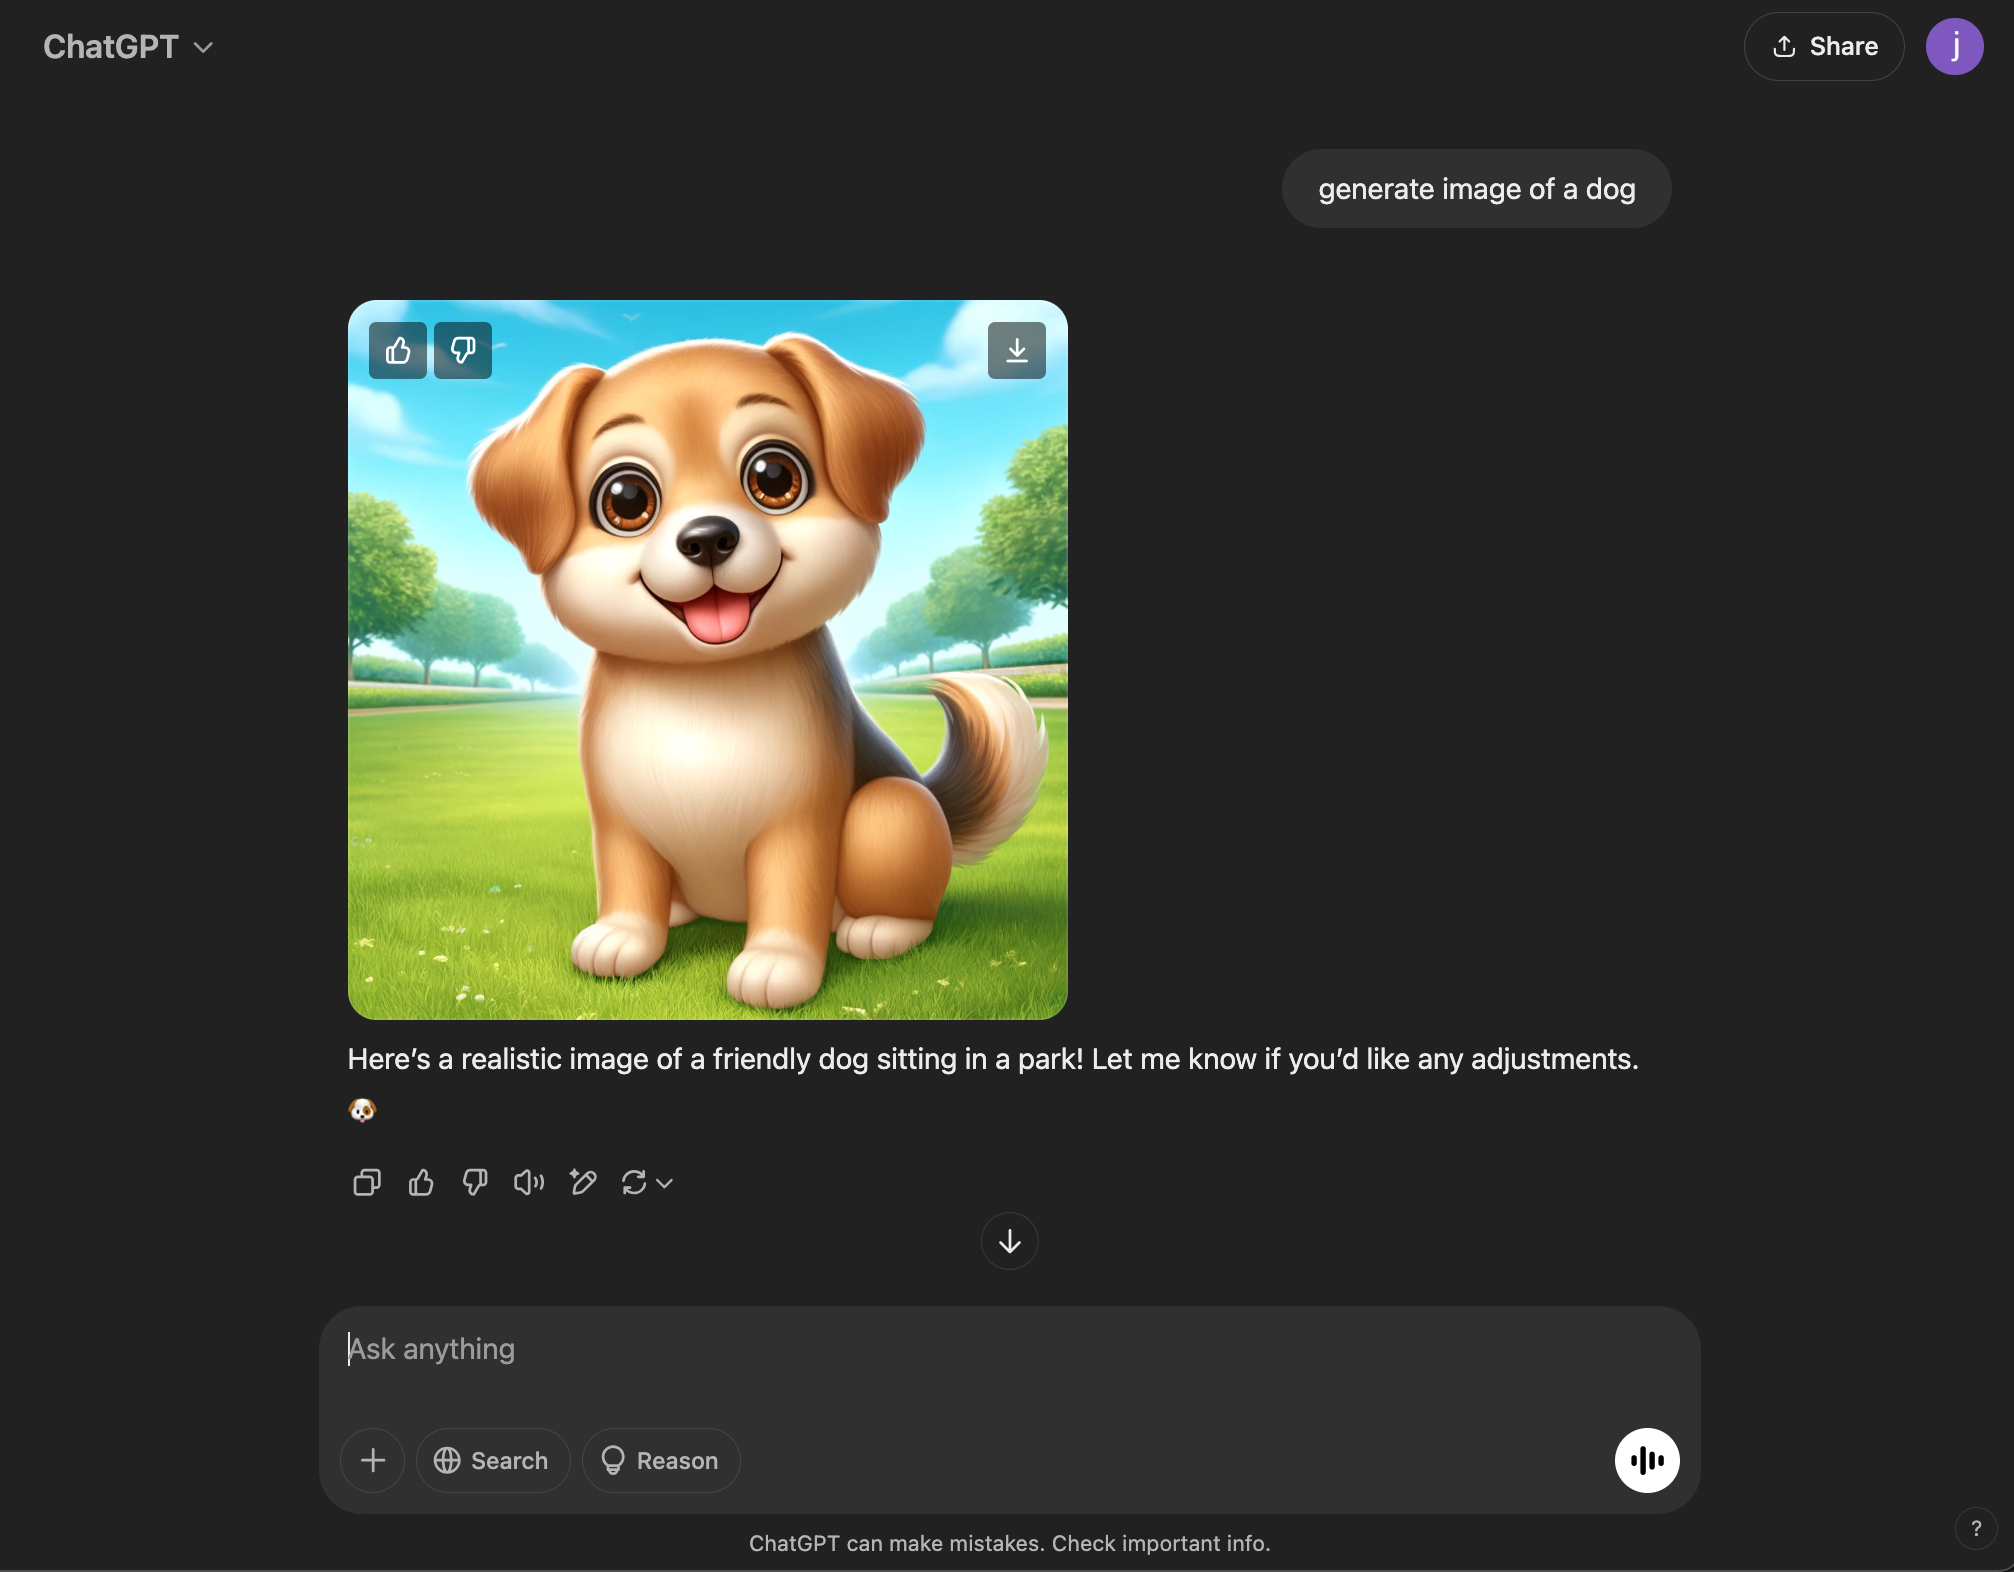 ChatGPT
Share
j
generate image of a dog
Here’s a realistic image of a friendly dog sitting in a park! Let me know if you’d like any adjustments.
🐶
Ask anything
Search
Reason
ChatGPT can make mistakes. Check important info.
?